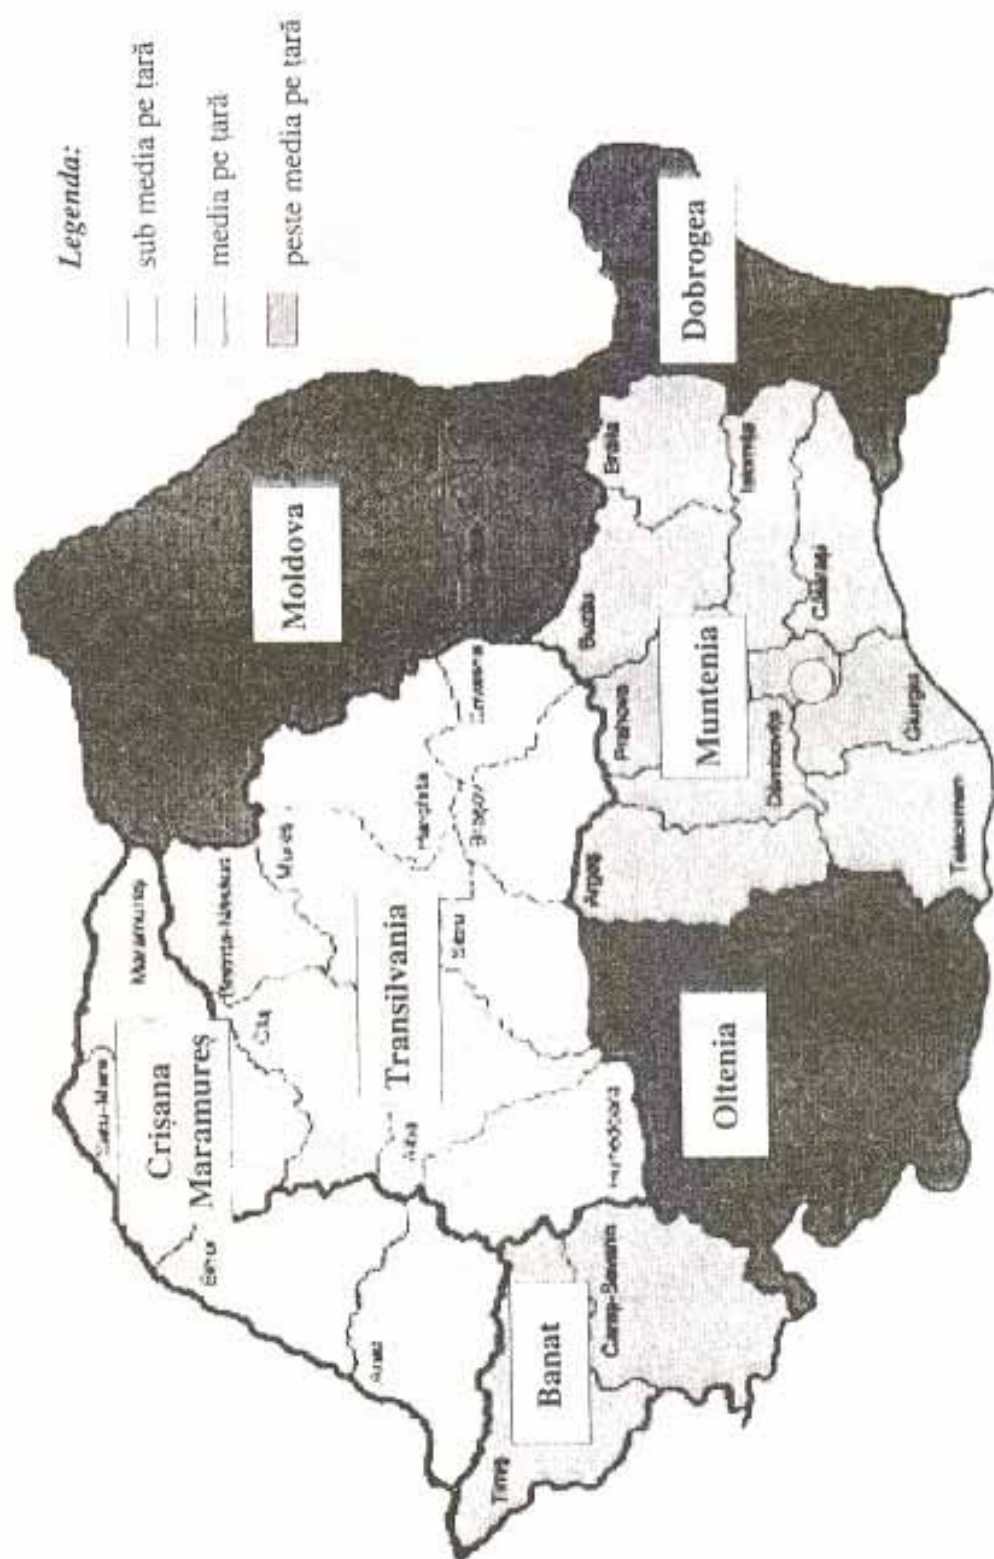 Legenda:
sub media pe țară
media pe țară
peste media pe țară
Crișana
Maramureș
Maramureș
Satu-Mare
Bihor
Arad
Transilvania
Bistrița-Năsăud
Mureș
Cluj
Harghita
Covasna
Brașov
Sibiu
Alba
Hunedoara
Moldova
Banat
Timiș
Caraș-Severin
Oltenia
Muntenia
Argeș
Prahova
Buzău
Brăila
Dâmbovița
Ialomița
Călărași
Giurgiu
Teleorman
Dobrogea